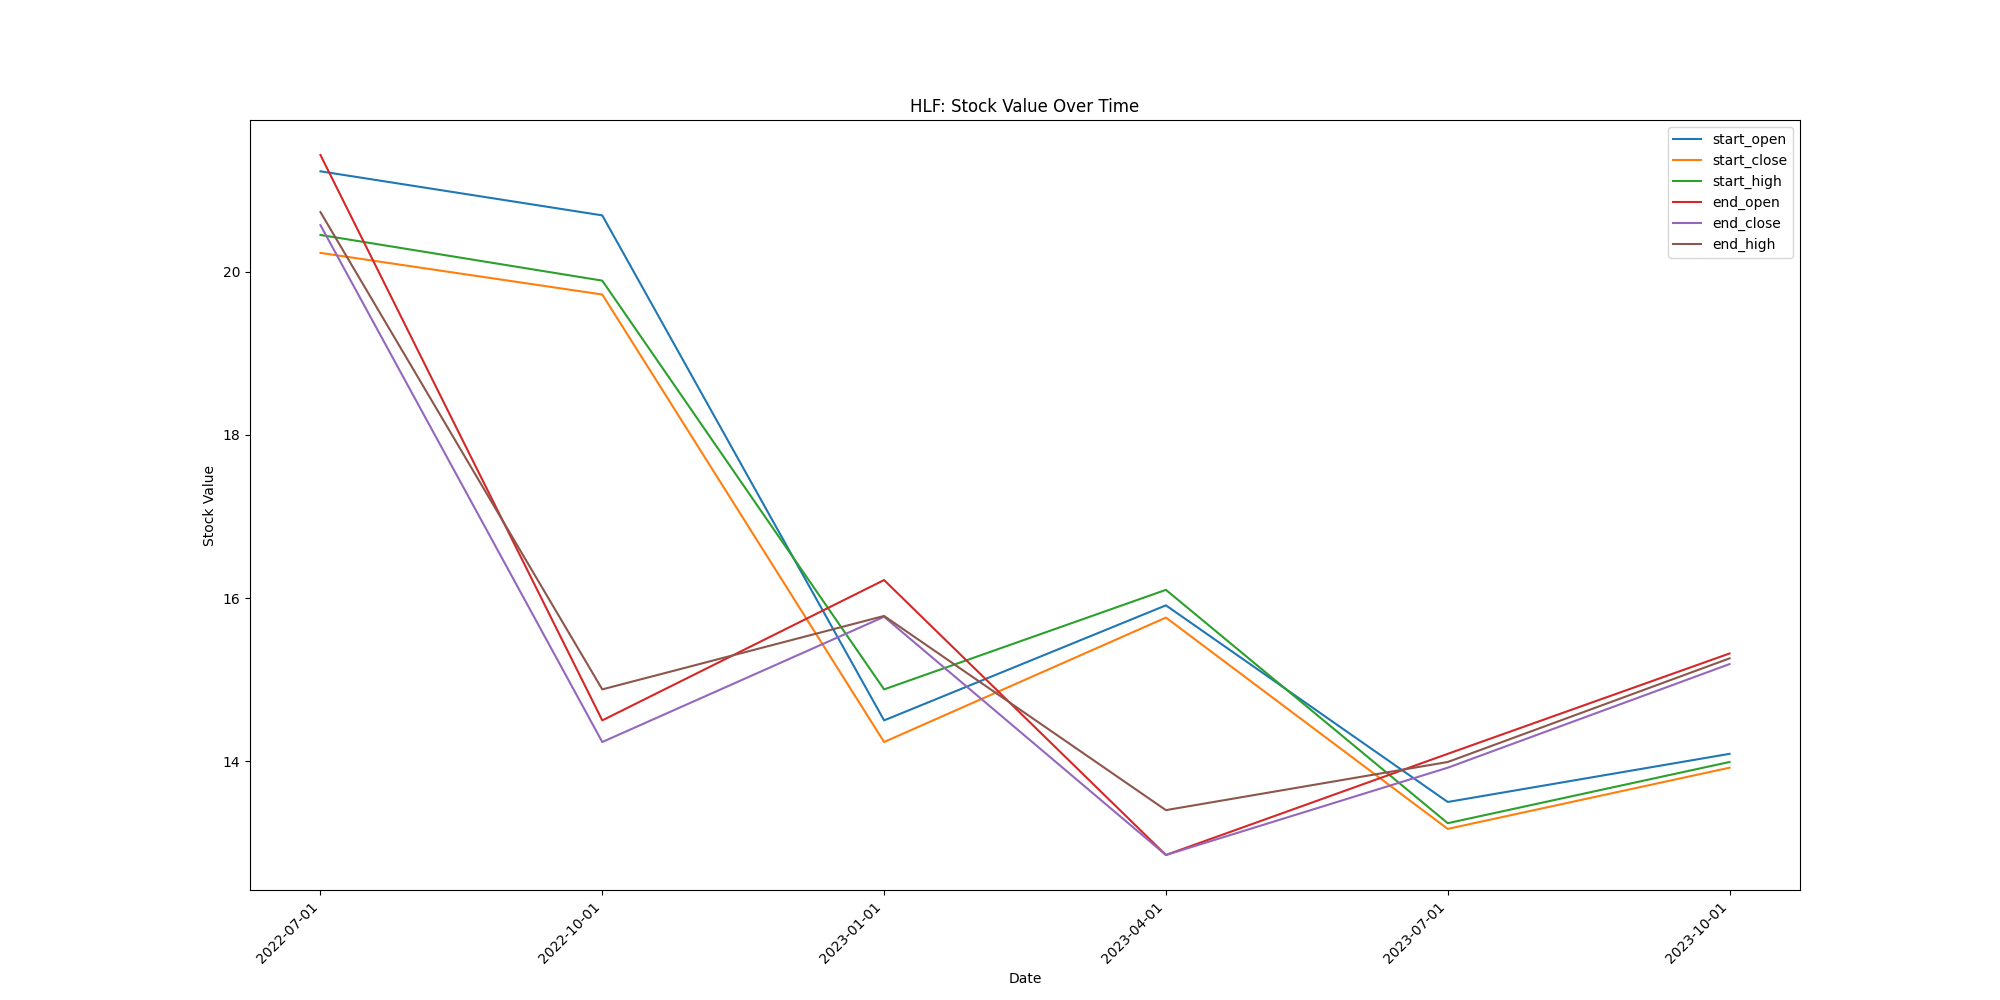 HLF: Stock Value Over Time
start_open
start_close
start_high
end_open
end_close
end_high
Stock Value
20
18
16
14
2022-07-01
2022-10-01
2023-01-01
2023-04-01
2023-07-01
2023-10-01
Date